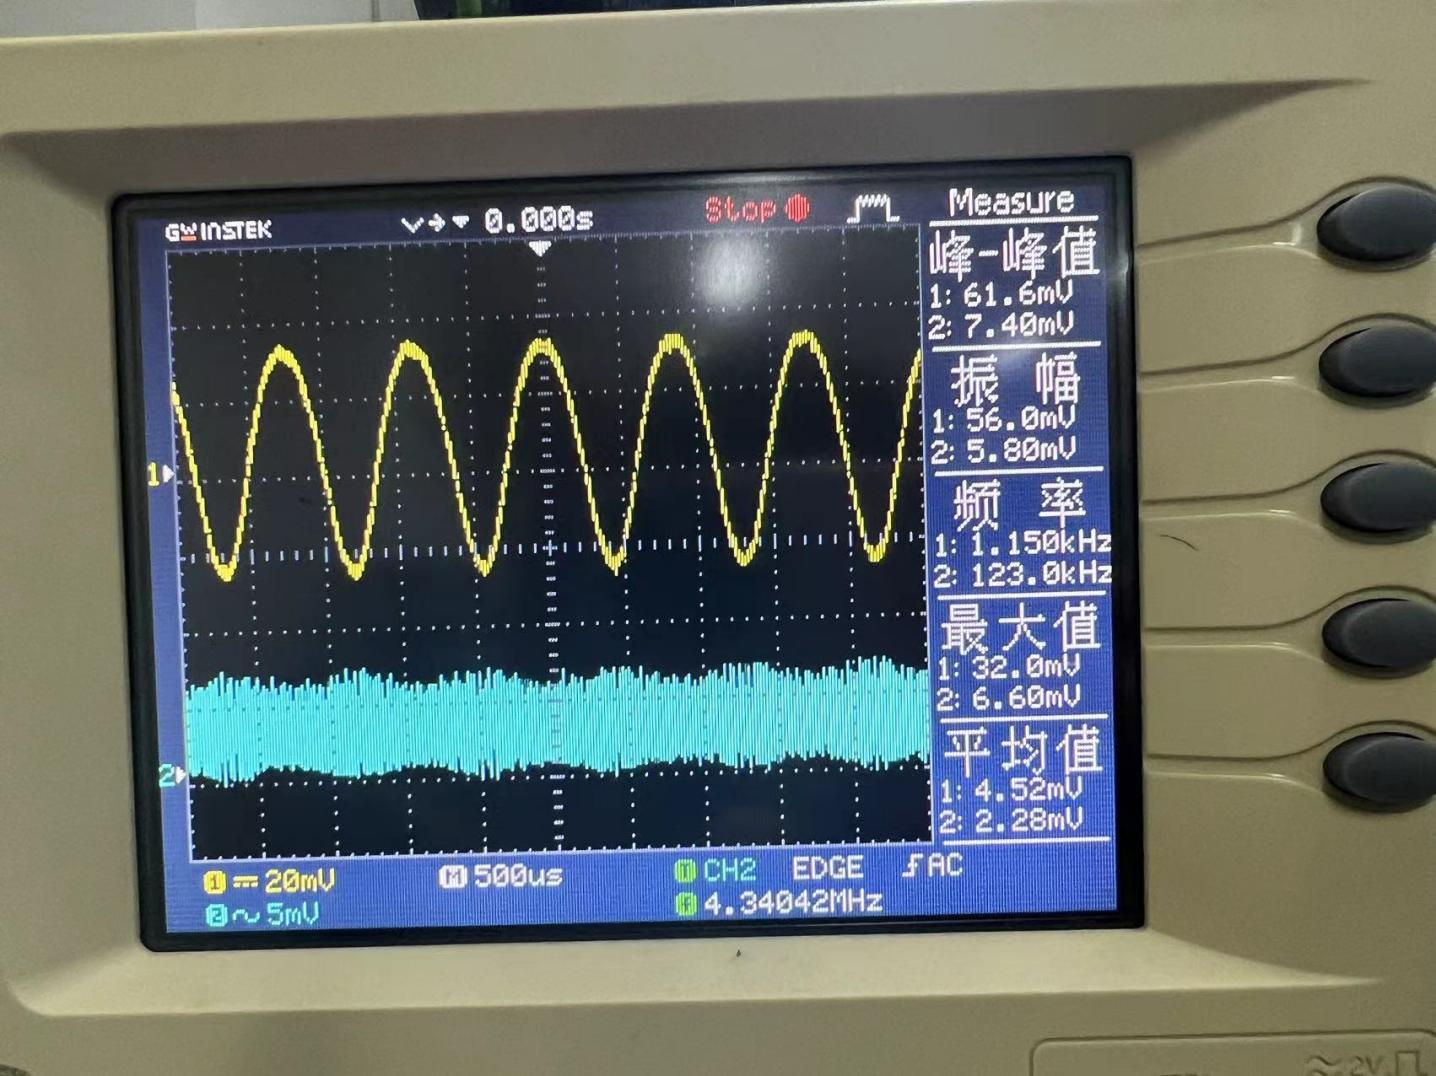 GW INSTEK 0.000s Stop Measure
峰-峰值
1: 61.6mV
2: 7.40mV
振 幅
1: 56.0mV
2: 5.80mV
频 率
1: 1.150kHz
2: 123.0kHz
最大值
1: 32.0mV
2: 6.60mV
平均值
1: 4.52mV
2: 2.28mV
1
2
1 20mV M 500us T CH2 EDGE AC
2 5mV f 4.34042MHz
2V